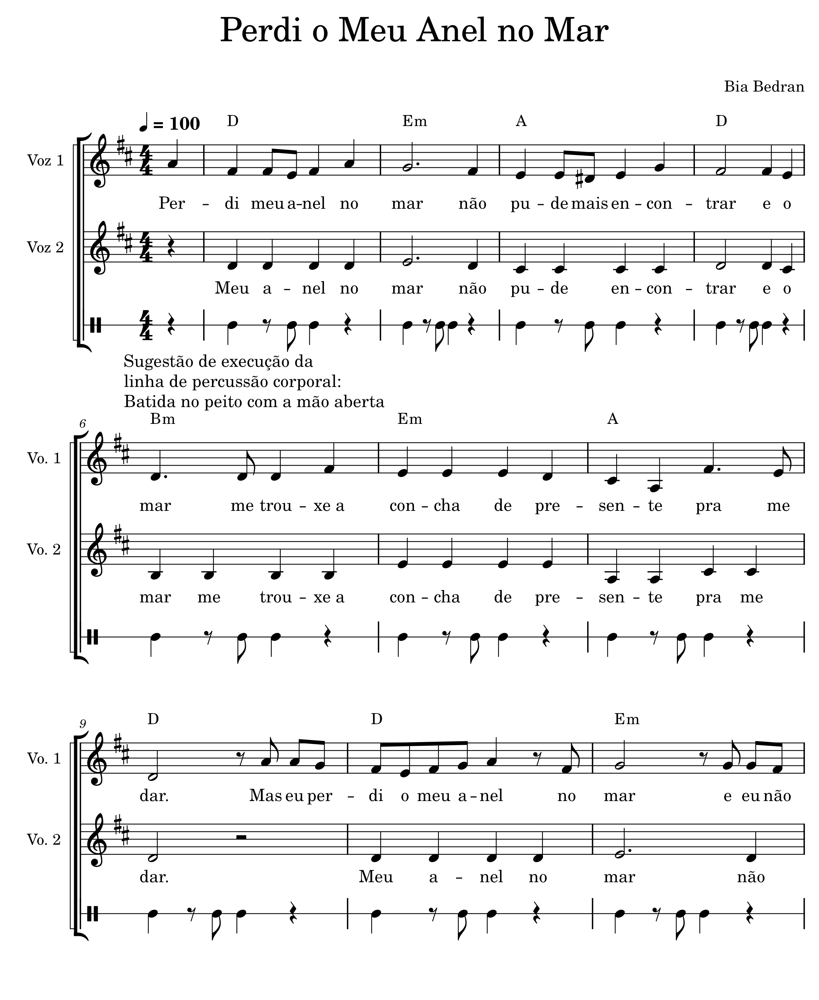 Perdi o Meu Anel no Mar
Bia Bedran
= 100
D Em A D
Voz 1
Per - di meu a - nel no mar não pu - de mais en - con - trar e o
Voz 2
Meu a - nel no mar não pu - de en - con - trar e o
Sugestão de execução da
linha de percussão corporal:
Batida no peito com a mão aberta
6 Bm Em A
Vo. 1
mar me trou - xe a con - cha de pre - sen - te pra me
Vo. 2
mar me trou - xe a con - cha de pre - sen - te pra me
9 D D Em
Vo. 1
dar. Mas eu per - di o meu a - nel no mar e eu não
Vo. 2
dar. Meu a - nel no mar não